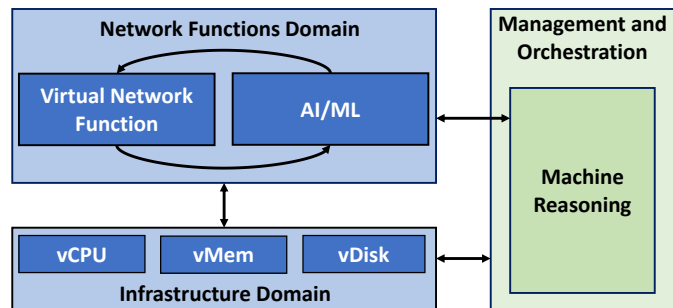 Network Functions Domain
Virtual Network
Function
AI/ML
Management and
Orchestration
Machine
Reasoning
vCPU
vMem
vDisk
Infrastructure Domain